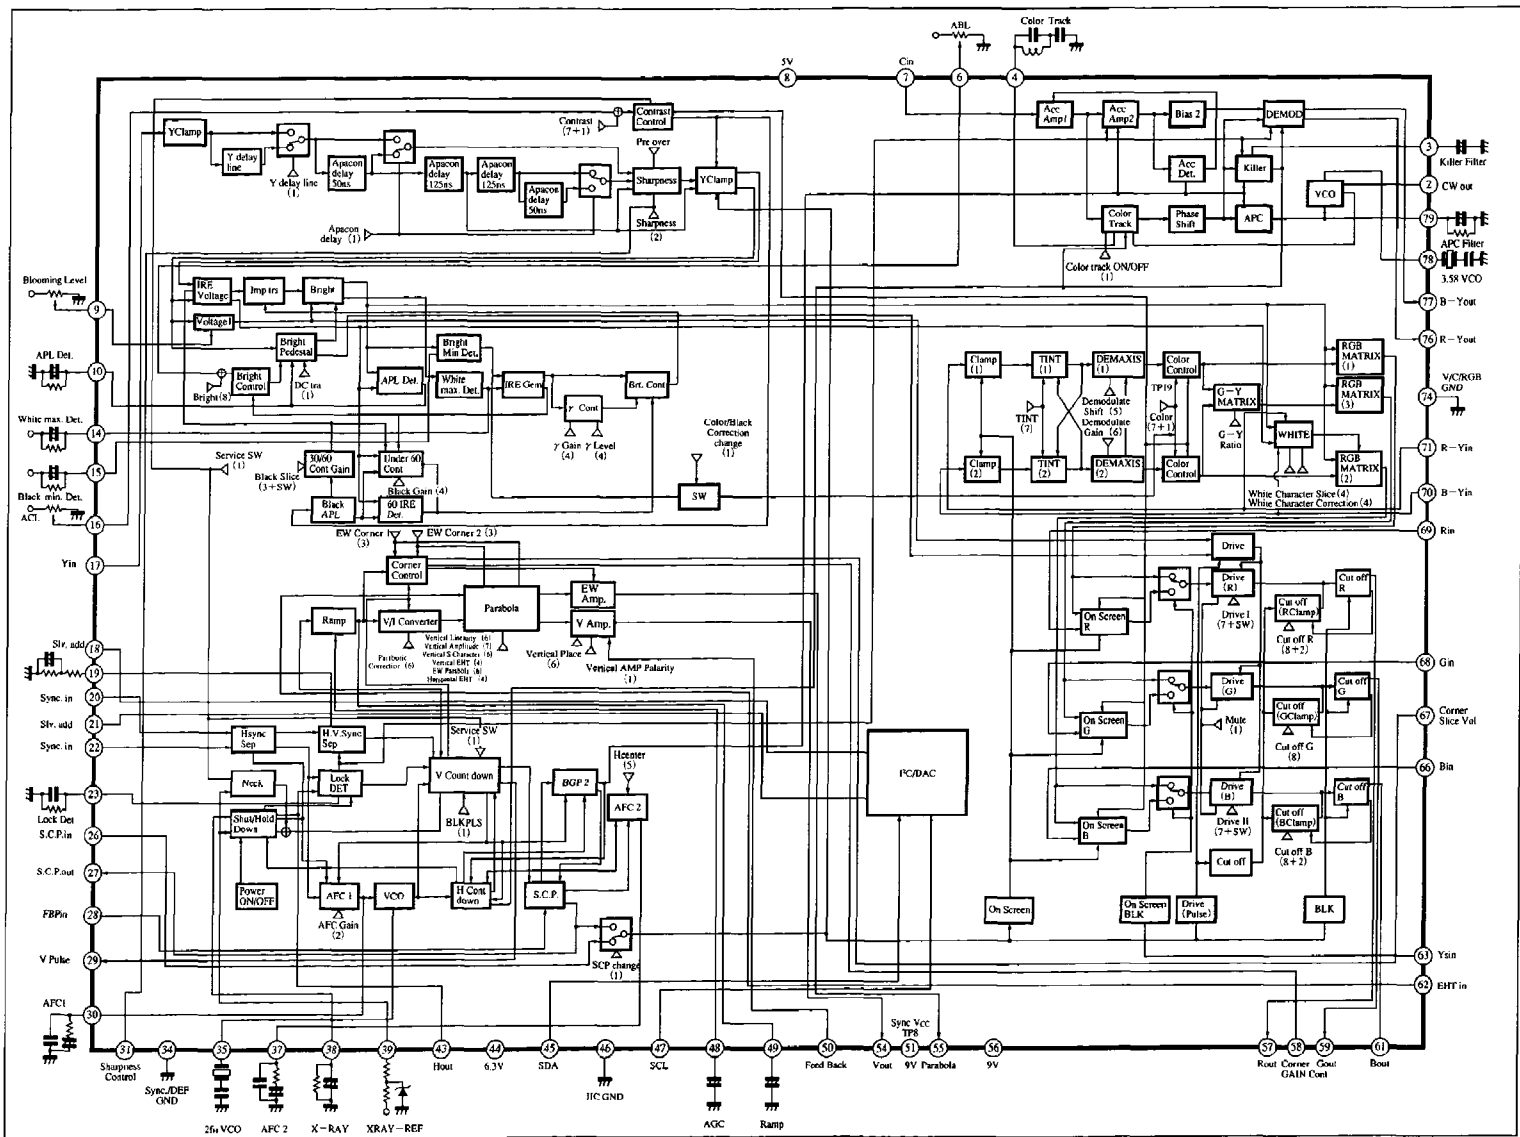 ABL
Color Track
5V
Cin
8
7
6
4
YClamp
Contrast
(7+1)
Contrast
Control
Acc
Amp1
Acc
Amp2
Bias 2
DEMOD
Y delay
line
Y delay line
(1)
Apacon
delay
50ns
Apacon
delay
125ns
Apacon
delay
125ns
Apacon
delay
50ns
Pre over
Sharpness
YClamp
Sharpness
(2)
Apacon
delay (1)
Acc
Det.
Killer
VCO
Color
Track
Phase
Shift
APC
Color track ON/OFF
(1)
3
Killer Filter
2
CW out
79
APC Filter
78
3.58 VCO
77
B-Yout
76
R-Yout
V/C/RGB
GND
74
71
R-Yin
70
B-Yin
69
Rin
68
Gin
67
Corner
Slice Vol
66
Bin
63
Ysin
62
EHT in
Blooming Level
9
APL Det.
10
White max. Det.
14
15
Black min. Det.
ACL
16
Yin
17
IRE
Voltage
Imp trs
Bright
Voltage1
Bright
Pedestal
Bright
Control
Bright(8)
DC tra
(1)
APL Det.
Bright
Min Det.
White
max. Det.
IRE Gem
Brt. Cont
γ Cont
γ Gain
(4)
γ Level
(4)
Service SW
(1)
30/60
Cont Gain
Black Slice
(3+SW)
Under 60
Cont
Black Gain (4)
Black
APL
60 IRE
Der.
Color/Black
Correction
change
(1)
SW
Clamp
(1)
TINT
(1)
DEMAXIS
(1)
Color
Control
TP19
Demodulate
Shift (5)
Demodulate
Gain (6)
TINT
(7)
Color
(7+1)
G-Y
MATRIX
G-Y
Ratio
RGB
MATRIX
(1)
RGB
MATRIX
(3)
WHITE
RGB
MATRIX
(2)
Clamp
(2)
TINT
(2)
DEMAXIS
(2)
Color
Control
White Character Slice(4)
White Character Correction(4)
EW Corner 1
(3)
EW Corner 2 (3)
Corner
Control
Ramp
V/I Converter
Parabola
EW
Amp.
V Amp.
Parabolic
Correction (6)
Vertical Linearity (6)
Vertical Amplitude (7)
Vertical S Character (6)
Vertical EHT (4)
EW Parabola (6)
Horizontal EHT (4)
Vertical Place
(6)
Vertical AMP Palarity
(1)
Slv. add
18
19
Sync. in
20
Slv. add
21
Sync. in
22
23
Lock Det
S.C.P.in
26
S.C.P.out
27
FBPin
28
V Pulse
29
AFC1
30
Hsync
Sep
H.V.Sync
Sep
Neck
Lock
DET
Shut/Hold
Down
Power
ON/OFF
Service SW
(1)
V Count down
BLKPLS
(1)
BGP 2
Hcenter
(5)
AFC 2
AFC 1
AFC Gain
(2)
VCO
H Cont
down
S.C.P.
SCP change
(1)
I²C/DAC
Drive
On Screen
R
Drive
(R)
Drive I
(7+SW)
Cut off
(RClamp)
Cut off
R
Cut off R
(8+2)
On Screen
G
Drive
(G)
Mute
(1)
Cut off
(GClamp)
Cut off
G
Cut off G
(8)
On Screen
B
Drive
(B)
Drive II
(7+SW)
Cut off
(BClamp)
Cut off
B
Cut off B
(8+2)
Cut off
On Screen
On Screen
BLK
Drive
(Pulse)
BLK
31
Sharpness
Control
34
Sync./DEF
GND
35
2fH VCO
37
AFC 2
38
X-RAY
39
XRAY-REF
43
Hout
44
6.3V
45
SDA
46
IIC GND
47
SCL
48
AGC
49
Ramp
50
Feed Back
54
Vout
Sync Vcc
TP8
51
9V
55
Parabola
56
9V
57
Rout
58
Corner
GAIN Cont
59
Gout
61
Bout